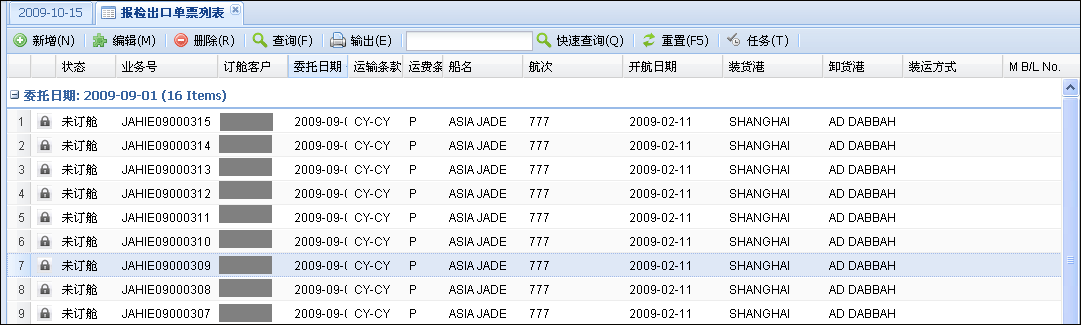 2009-10-15 报检出口单票列表
新增(N) 编辑(M) 删除(R) 查询(F) 输出(E) 快速查询(Q) 重置(F5) 任务(T)
状态 业务号 订舱客户 委托日期 运输条款 运费条 船名 航次 开航日期 装货港 卸货港 装运方式 M B/L No.
委托日期: 2009-09-01 (16 Items)
1 未订舱 JAHIE09000315 2009-09-( CY-CY P ASIA JADE 777 2009-02-11 SHANGHAI AD DABBAH
2 未订舱 JAHIE09000314 2009-09-( CY-CY P ASIA JADE 777 2009-02-11 SHANGHAI AD DABBAH
3 未订舱 JAHIE09000313 2009-09-( CY-CY P ASIA JADE 777 2009-02-11 SHANGHAI AD DABBAH
4 未订舱 JAHIE09000312 2009-09-( CY-CY P ASIA JADE 777 2009-02-11 SHANGHAI AD DABBAH
5 未订舱 JAHIE09000311 2009-09-( CY-CY P ASIA JADE 777 2009-02-11 SHANGHAI AD DABBAH
6 未订舱 JAHIE09000310 2009-09-( CY-CY P ASIA JADE 777 2009-02-11 SHANGHAI AD DABBAH
7 未订舱 JAHIE09000309 2009-09-( CY-CY P ASIA JADE 777 2009-02-11 SHANGHAI AD DABBAH
8 未订舱 JAHIE09000308 2009-09-( CY-CY P ASIA JADE 777 2009-02-11 SHANGHAI AD DABBAH
9 未订舱 JAHIE09000307 2009-09-( CY-CY P ASIA JADE 777 2009-02-11 SHANGHAI AD DABBAH